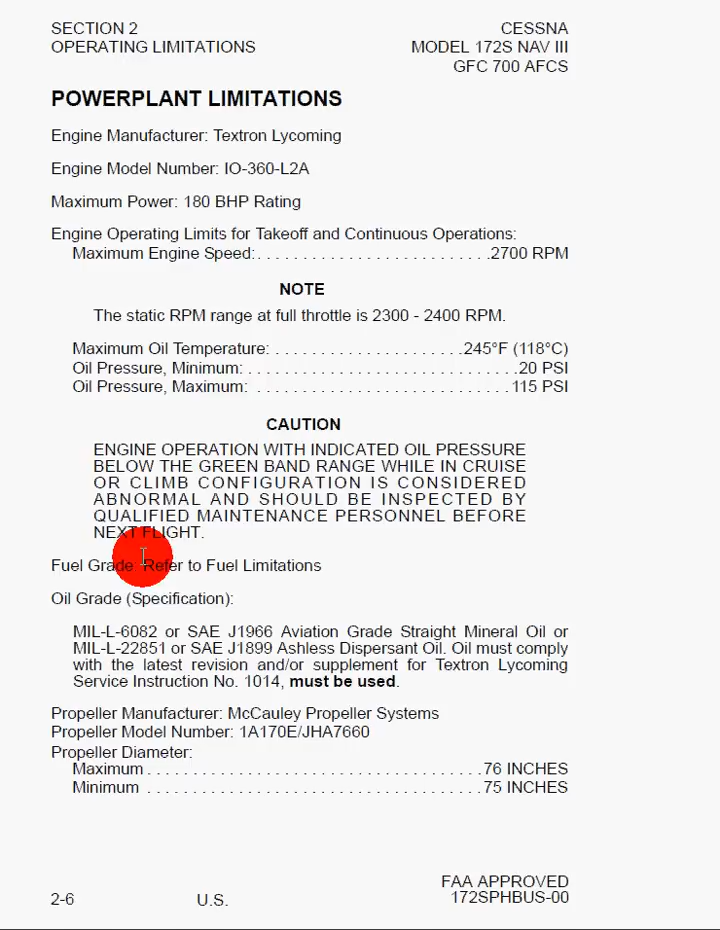 SECTION 2
OPERATING LIMITATIONS
CESSNA
MODEL 172S NAV III
GFC 700 AFCS
POWERPLANT LIMITATIONS
Engine Manufacturer: Textron Lycoming
Engine Model Number: IO-360-L2A
Maximum Power: 180 BHP Rating
Engine Operating Limits for Takeoff and Continuous Operations:
Maximum Engine Speed: . . . . . . . . . . . . . . . . . . . . . . . . . .2700 RPM
NOTE
The static RPM range at full throttle is 2300 - 2400 RPM.
Maximum Oil Temperature: . . . . . . . . . . . . . . . . . . . . .245°F (118°C)
Oil Pressure, Minimum: . . . . . . . . . . . . . . . . . . . . . . . . . . . . . .20 PSI
Oil Pressure, Maximum: . . . . . . . . . . . . . . . . . . . . . . . . . . . . 115 PSI
CAUTION
ENGINE OPERATION WITH INDICATED OIL PRESSURE
BELOW THE GREEN BAND RANGE WHILE IN CRUISE
OR CLIMB CONFIGURATION IS CONSIDERED
ABNORMAL AND SHOULD BE INSPECTED BY
QUALIFIED MAINTENANCE PERSONNEL BEFORE
NEXT FLIGHT.
Fuel Grade: Refer to Fuel Limitations
Oil Grade (Specification):
MIL-L-6082 or SAE J1966 Aviation Grade Straight Mineral Oil or
MIL-L-22851 or SAE J1899 Ashless Dispersant Oil. Oil must comply
with the latest revision and/or supplement for Textron Lycoming
Service Instruction No. 1014, must be used.
Propeller Manufacturer: McCauley Propeller Systems
Propeller Model Number: 1A170E/JHA7660
Propeller Diameter:
Maximum . . . . . . . . . . . . . . . . . . . . . . . . . . . . . . . . . . . . . 76 INCHES
Minimum . . . . . . . . . . . . . . . . . . . . . . . . . . . . . . . . . . . . . 75 INCHES
2-6
U.S.
FAA APPROVED
172SPHBUS-00